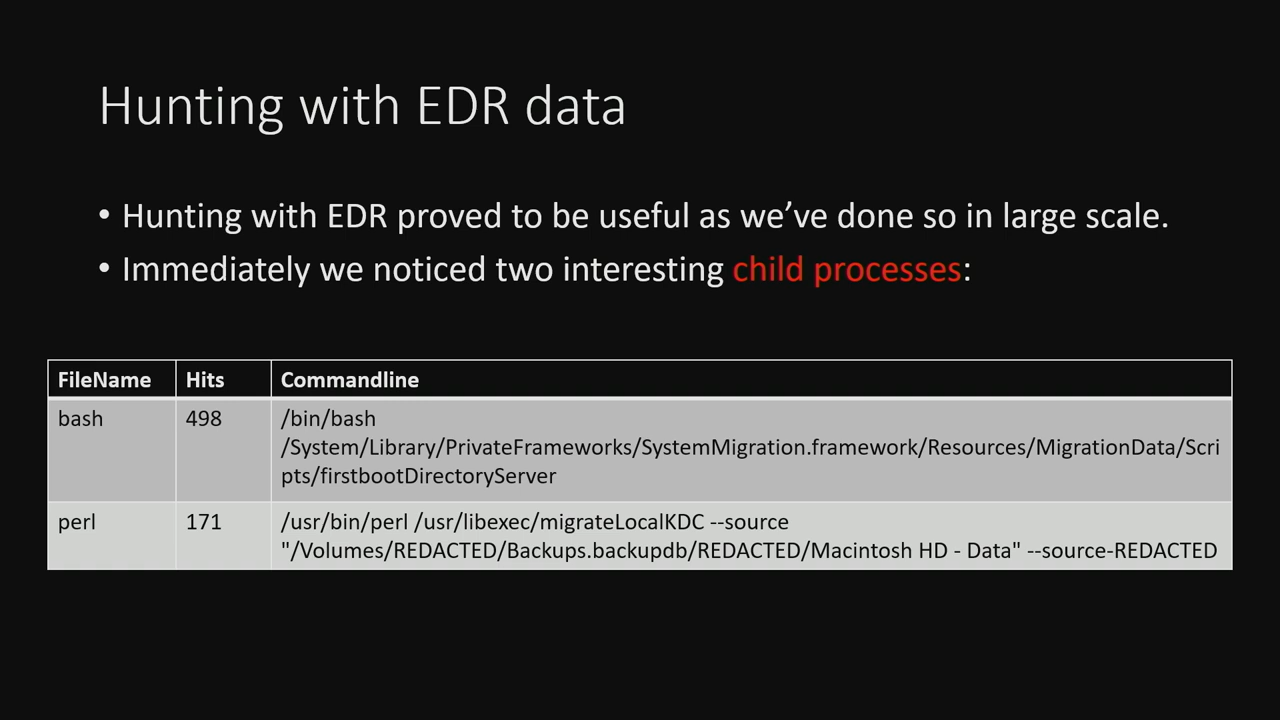 Hunting with EDR data
• Hunting with EDR proved to be useful as we’ve done so in large scale.
• Immediately we noticed two interesting child processes:
FileName Hits Commandline
bash 498 /bin/bash
/System/Library/PrivateFrameworks/SystemMigration.framework/Resources/MigrationData/Scri
pts/firstbootDirectoryServer
perl 171 /usr/bin/perl /usr/libexec/migrateLocalKDC --source
"/Volumes/REDACTED/Backups.backupdb/REDACTED/Macintosh HD - Data" --source-REDACTED